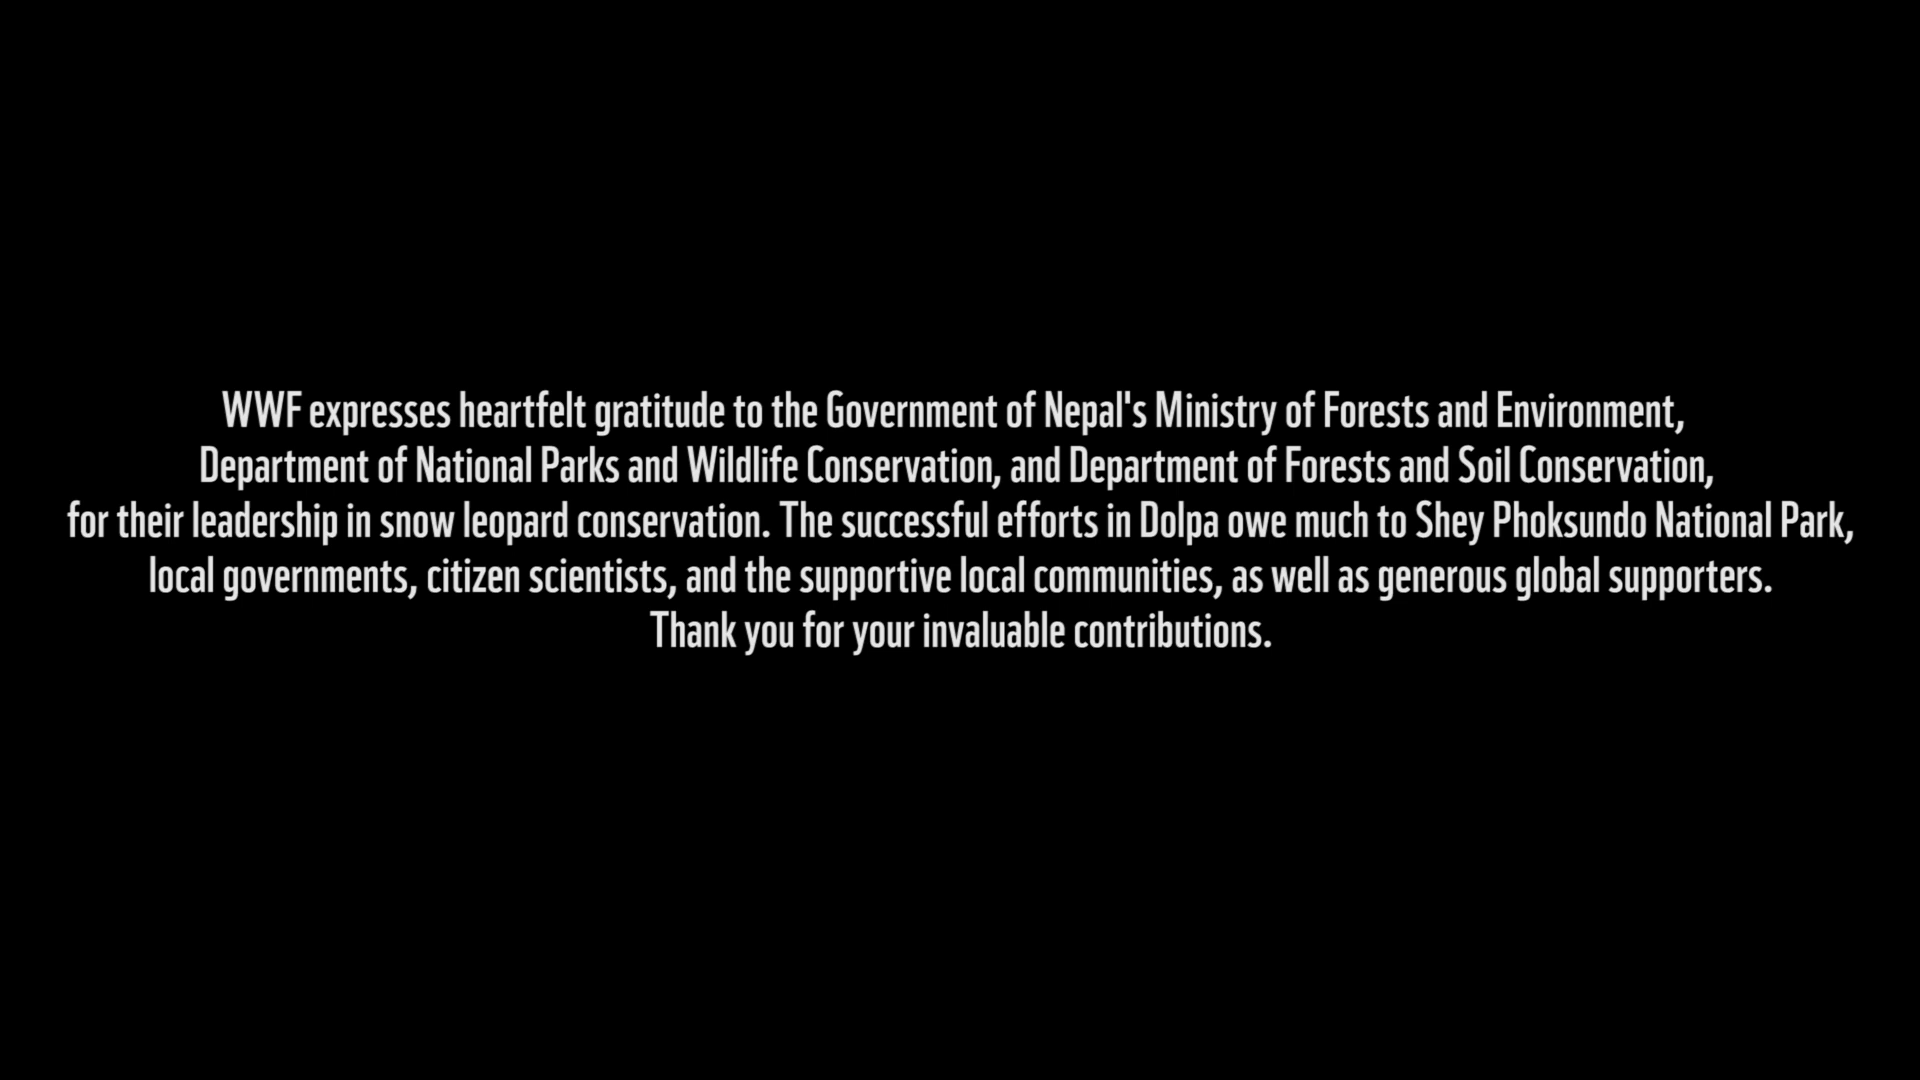 WWF expresses heartfelt gratitude to the Government of Nepal's Ministry of Forests and Environment,
Department of National Parks and Wildlife Conservation, and Department of Forests and Soil Conservation,
for their leadership in snow leopard conservation. The successful efforts in Dolpa owe much to Shey Phoksundo National Park,
local governments, citizen scientists, and the supportive local communities, as well as generous global supporters.
Thank you for your invaluable contributions.